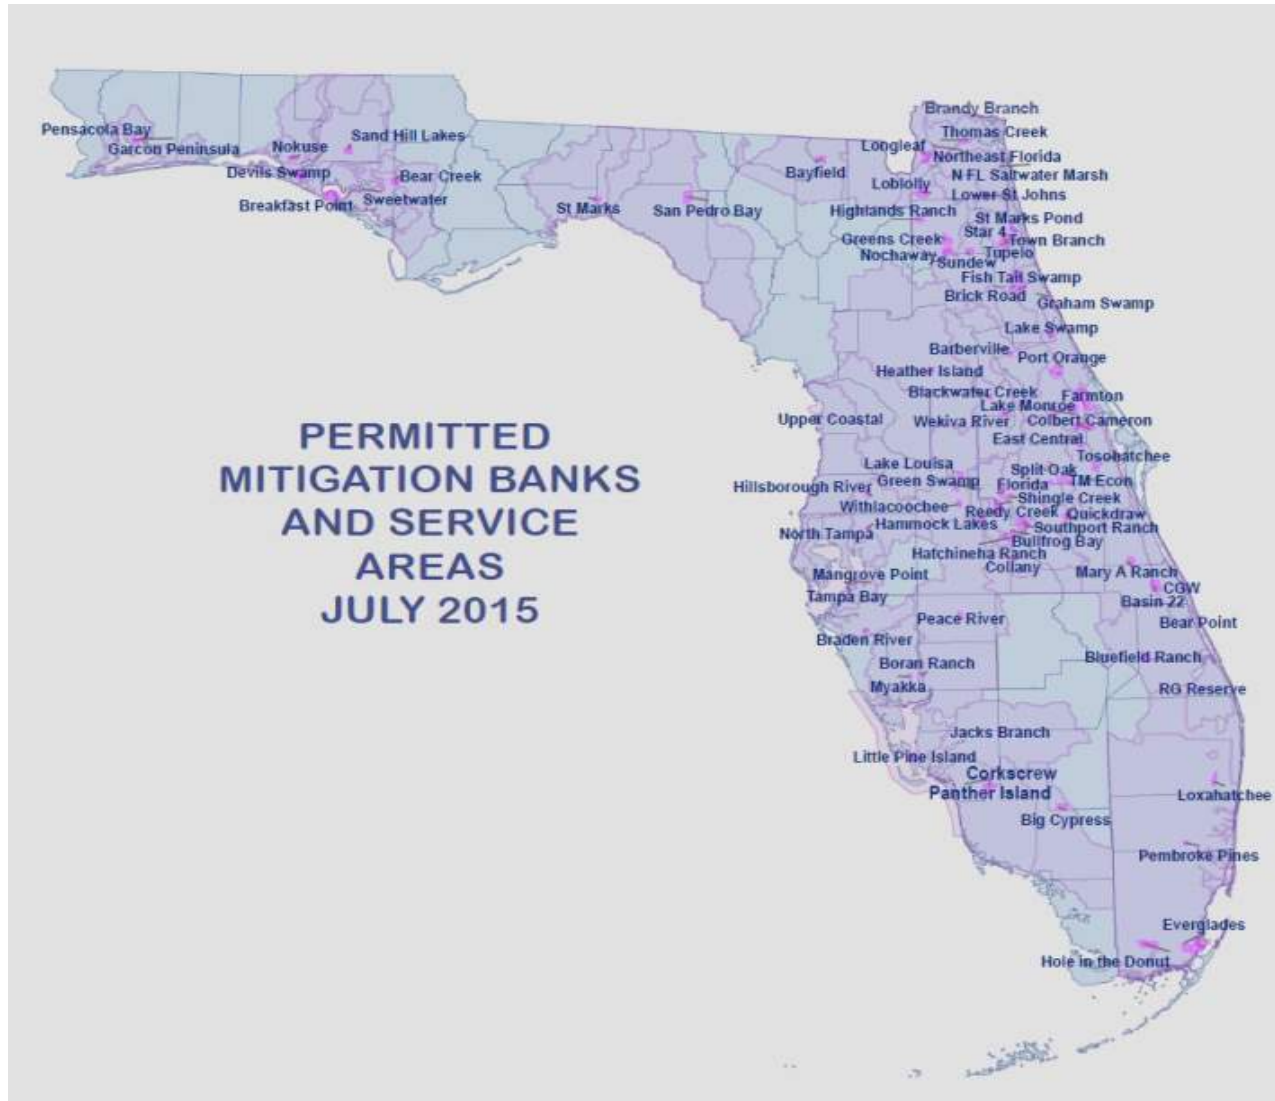 Brandy Branch
Thomas Creek
Longleaf
Northeast Florida
N FL Saltwater Marsh
Loblolly
Lower St Johns
Pensacola Bay
Garcon Peninsula
Nokuse
Sand Hill Lakes
Devils Swamp
Bear Creek
Breakfast Point
Sweetwater
St Marks
San Pedro Bay
Bayfield
Highlands Ranch
St Marks Pond
Star 4
Greens Creek
Town Branch
Nochaway
Sundew
Tupelo
Fish Tail Swamp
Brick Road
Graham Swamp
Lake Swamp
Barberville
Port Orange
Heather Island
Blackwater Creek
Farmton
Lake Monroe
Upper Coastal
Wekiva River
Colbert Cameron
East Central
Tosohatchee
Lake Louisa
Split Oak
Green Swamp
Florida
TM Econ
Hillsborough River
Shingle Creek
Withlacoochee
Reedy Creek
Quickdraw
Hammock Lakes
Southport Ranch
North Tampa
Bullfrog Bay
Hatchineha Ranch
Collany
Mary A Ranch
Mangrove Point
CGW
Tampa Bay
Basin 22
Peace River
Bear Point
Braden River
Boran Ranch
Bluefield Ranch
Myakka
RG Reserve
Jacks Branch
Little Pine Island
Corkscrew
Panther Island
Loxahatchee
Big Cypress
Pembroke Pines
Everglades
Hole in the Donut
PERMITTED
MITIGATION BANKS
AND SERVICE
AREAS
JULY 2015